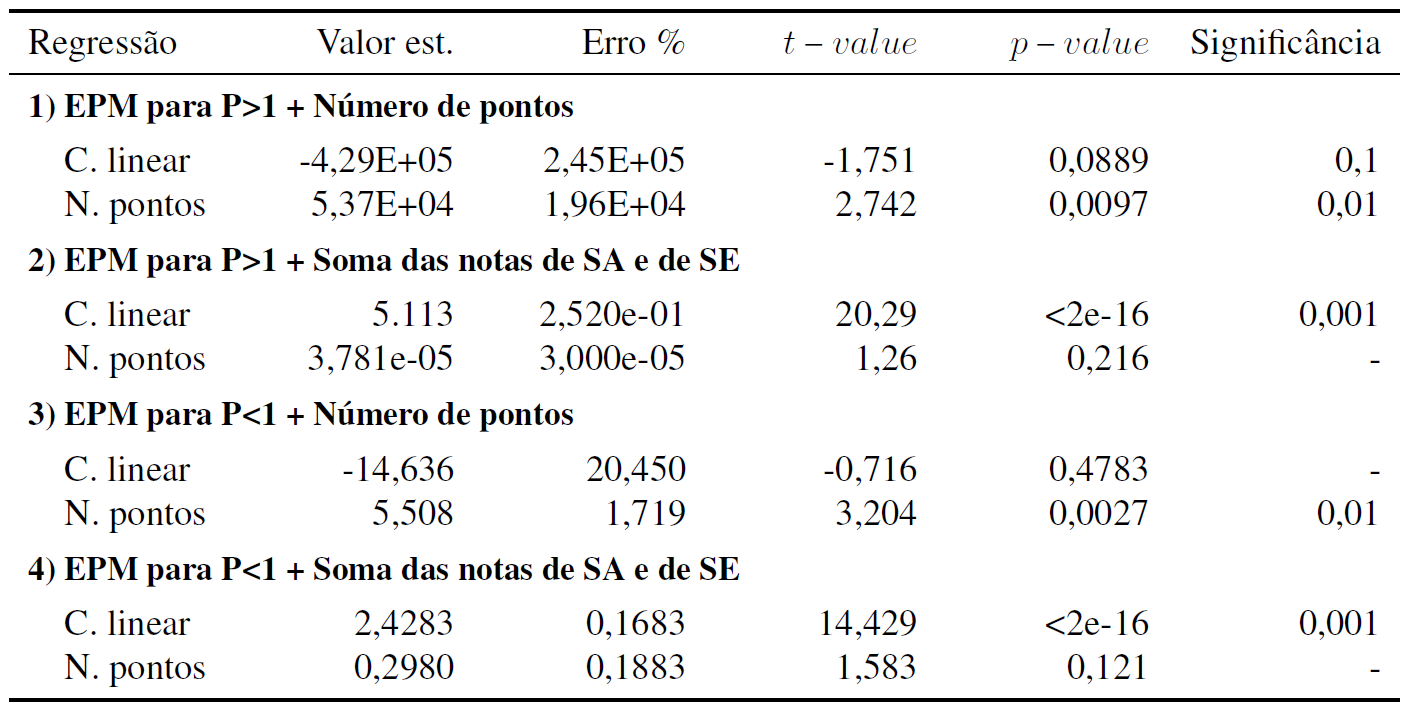 Regressão Valor est. Erro % t – value p – value Significância
1) EPM para P>1 + Número de pontos
C. linear -4,29E+05 2,45E+05 -1,751 0,0889 0,1
N. pontos 5,37E+04 1,96E+04 2,742 0,0097 0,01
2) EPM para P>1 + Soma das notas de SA e de SE
C. linear 5.113 2,520e-01 20,29 <2e-16 0,001
N. pontos 3,781e-05 3,000e-05 1,26 0,216 -
3) EPM para P<1 + Número de pontos
C. linear -14,636 20,450 -0,716 0,4783 -
N. pontos 5,508 1,719 3,204 0,0027 0,01
4) EPM para P<1 + Soma das notas de SA e de SE
C. linear 2,4283 0,1683 14,429 <2e-16 0,001
N. pontos 0,2980 0,1883 1,583 0,121 -